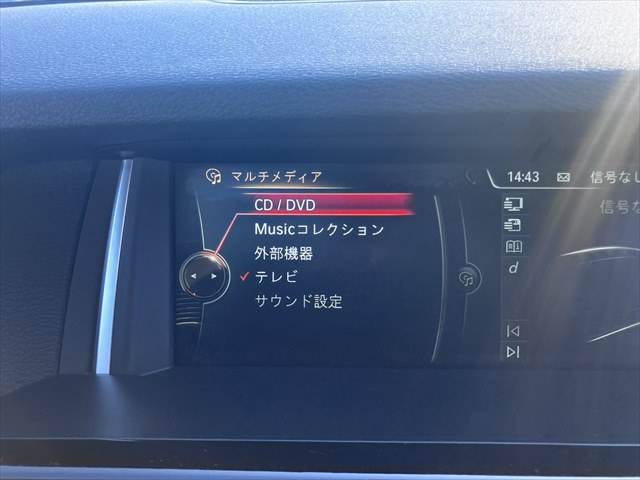 マルチメディア
14:43
信号なし
CD / DVD
Musicコレクション
外部機器
✓ テレビ
サウンド設定
信号な
d